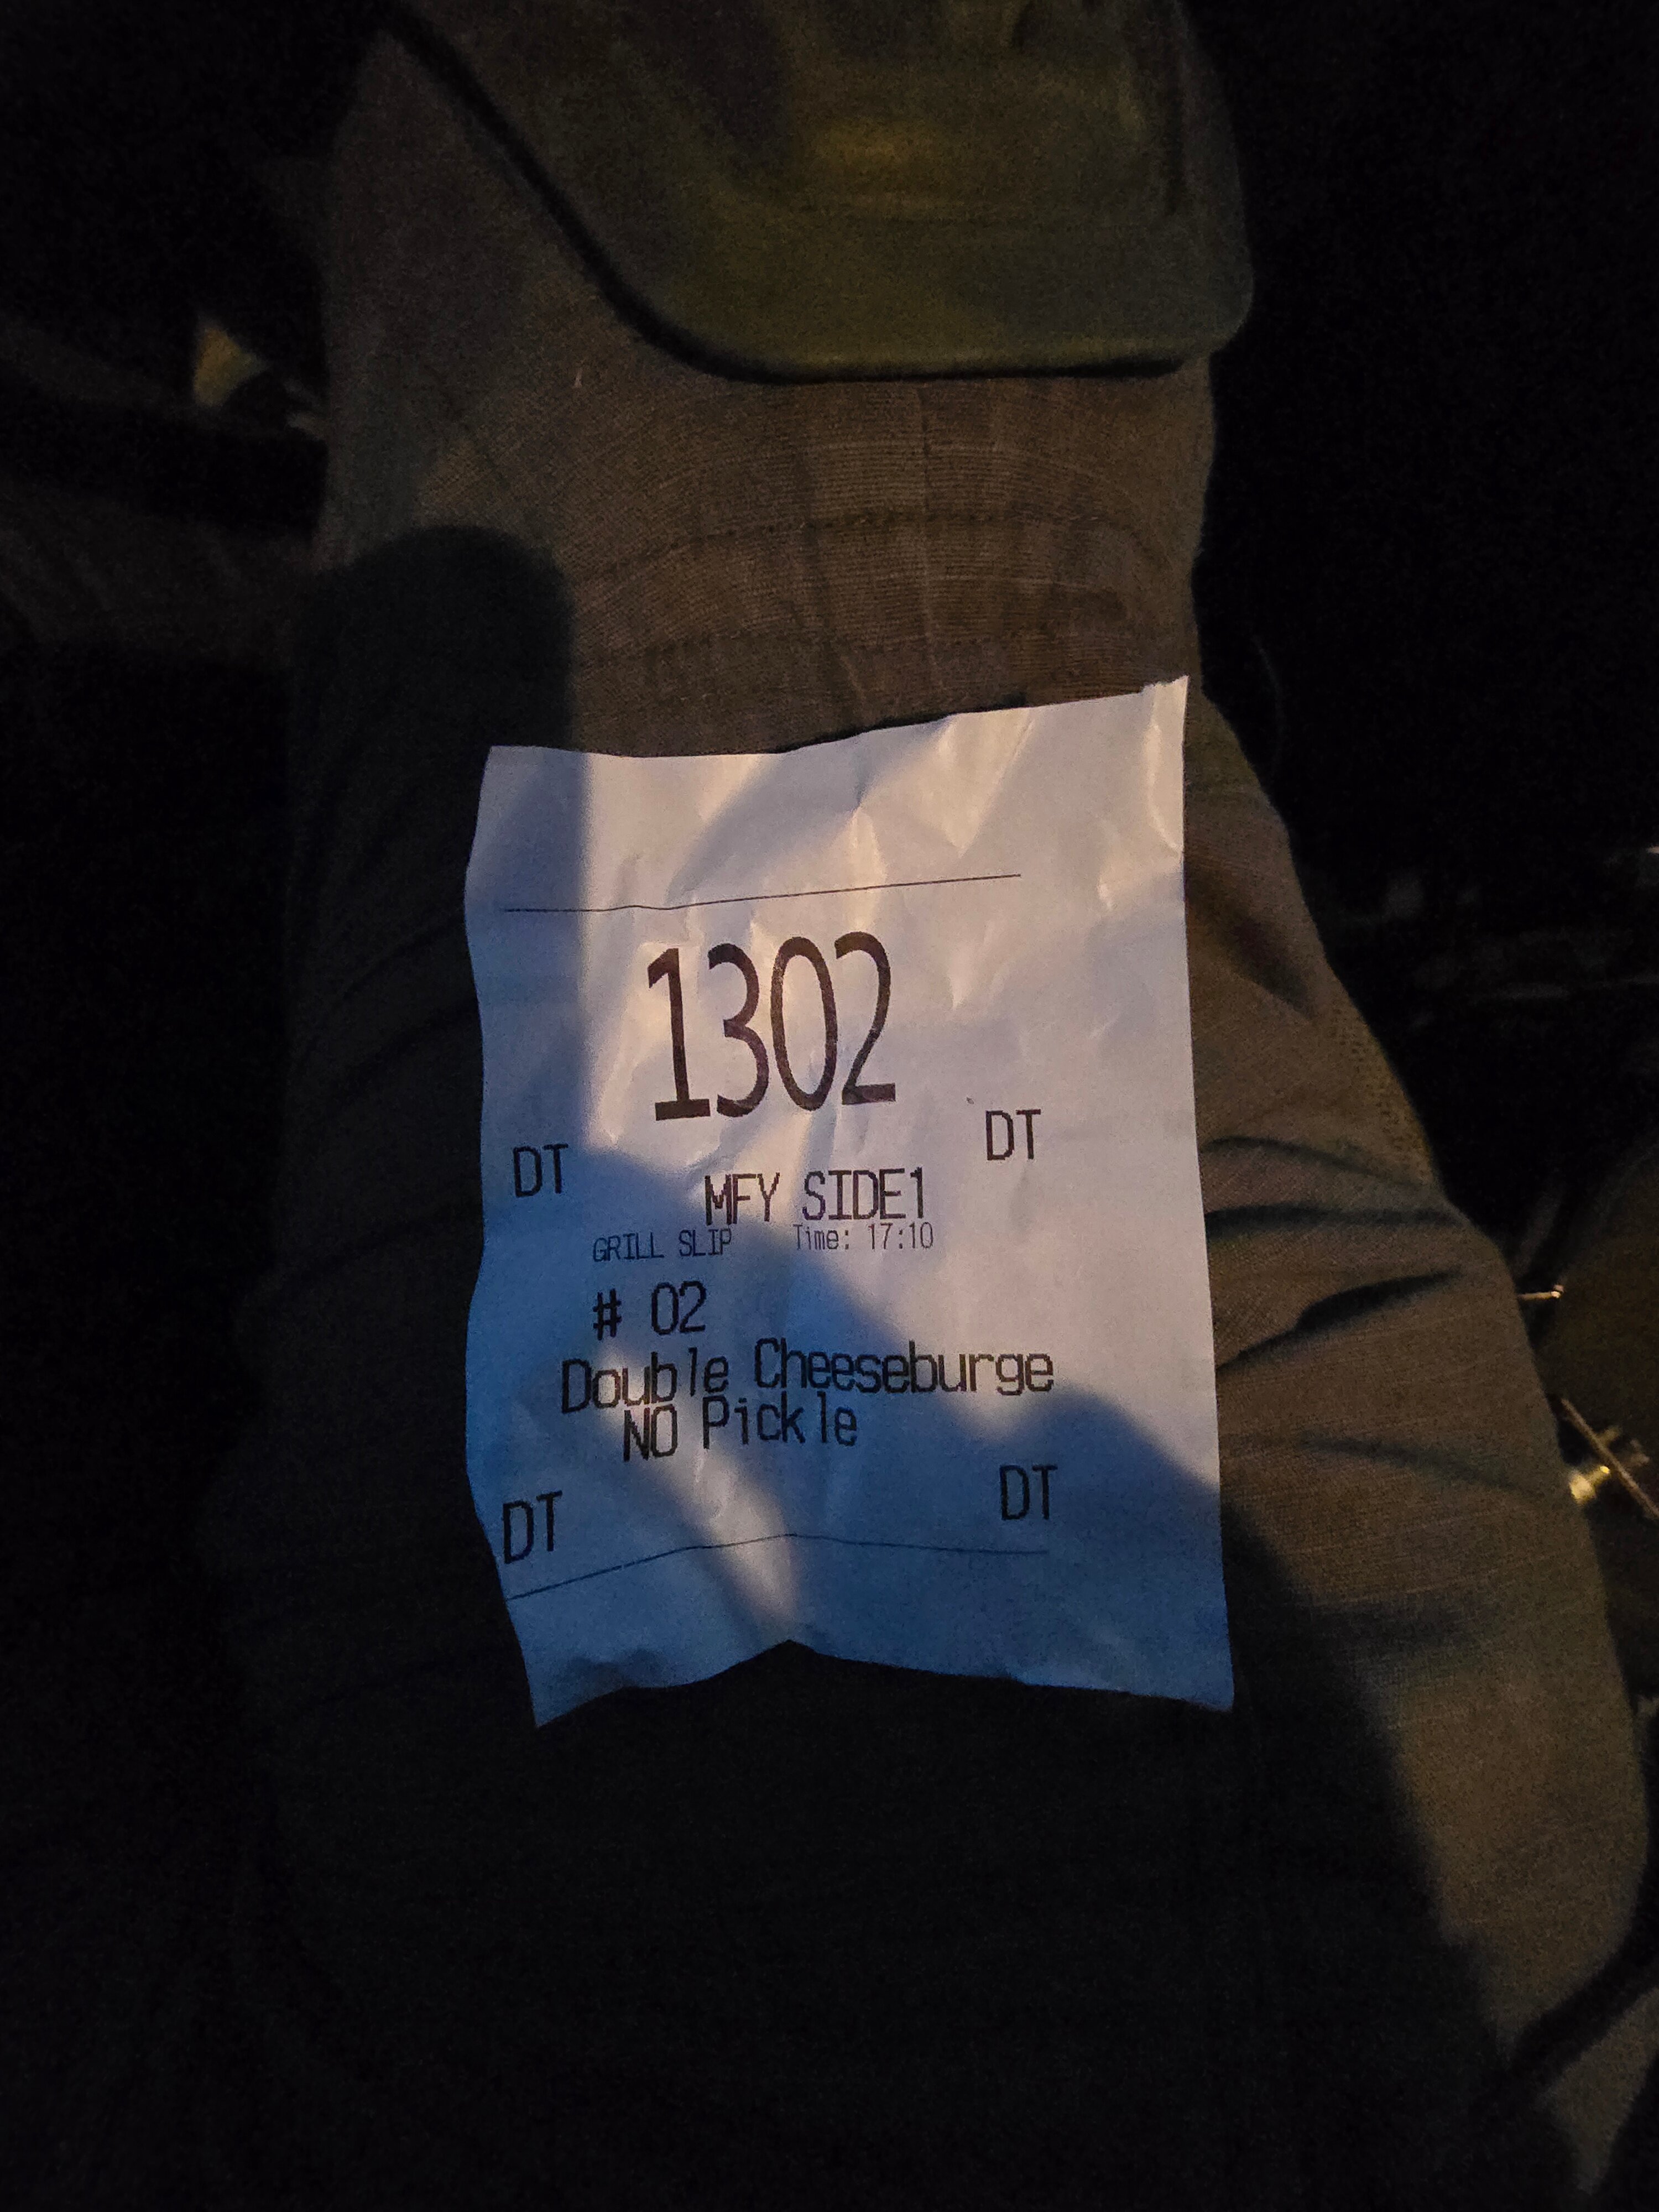 1302
DT DT
MFY SIDE1
GRILL SLIP Time: 17:10
# 02
Double Cheeseburge
NO Pickle
DT DT